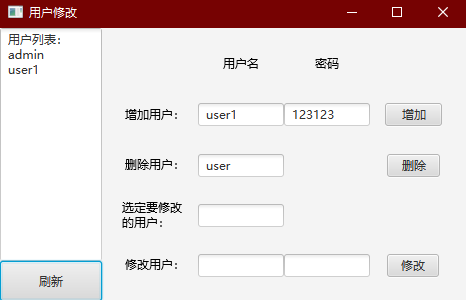 用户修改
用户列表：
admin
user1
刷新
用户名 密码
增加用户： user1 123123 增加
删除用户： user 删除
选定要修改
的用户：
修改用户： 修改